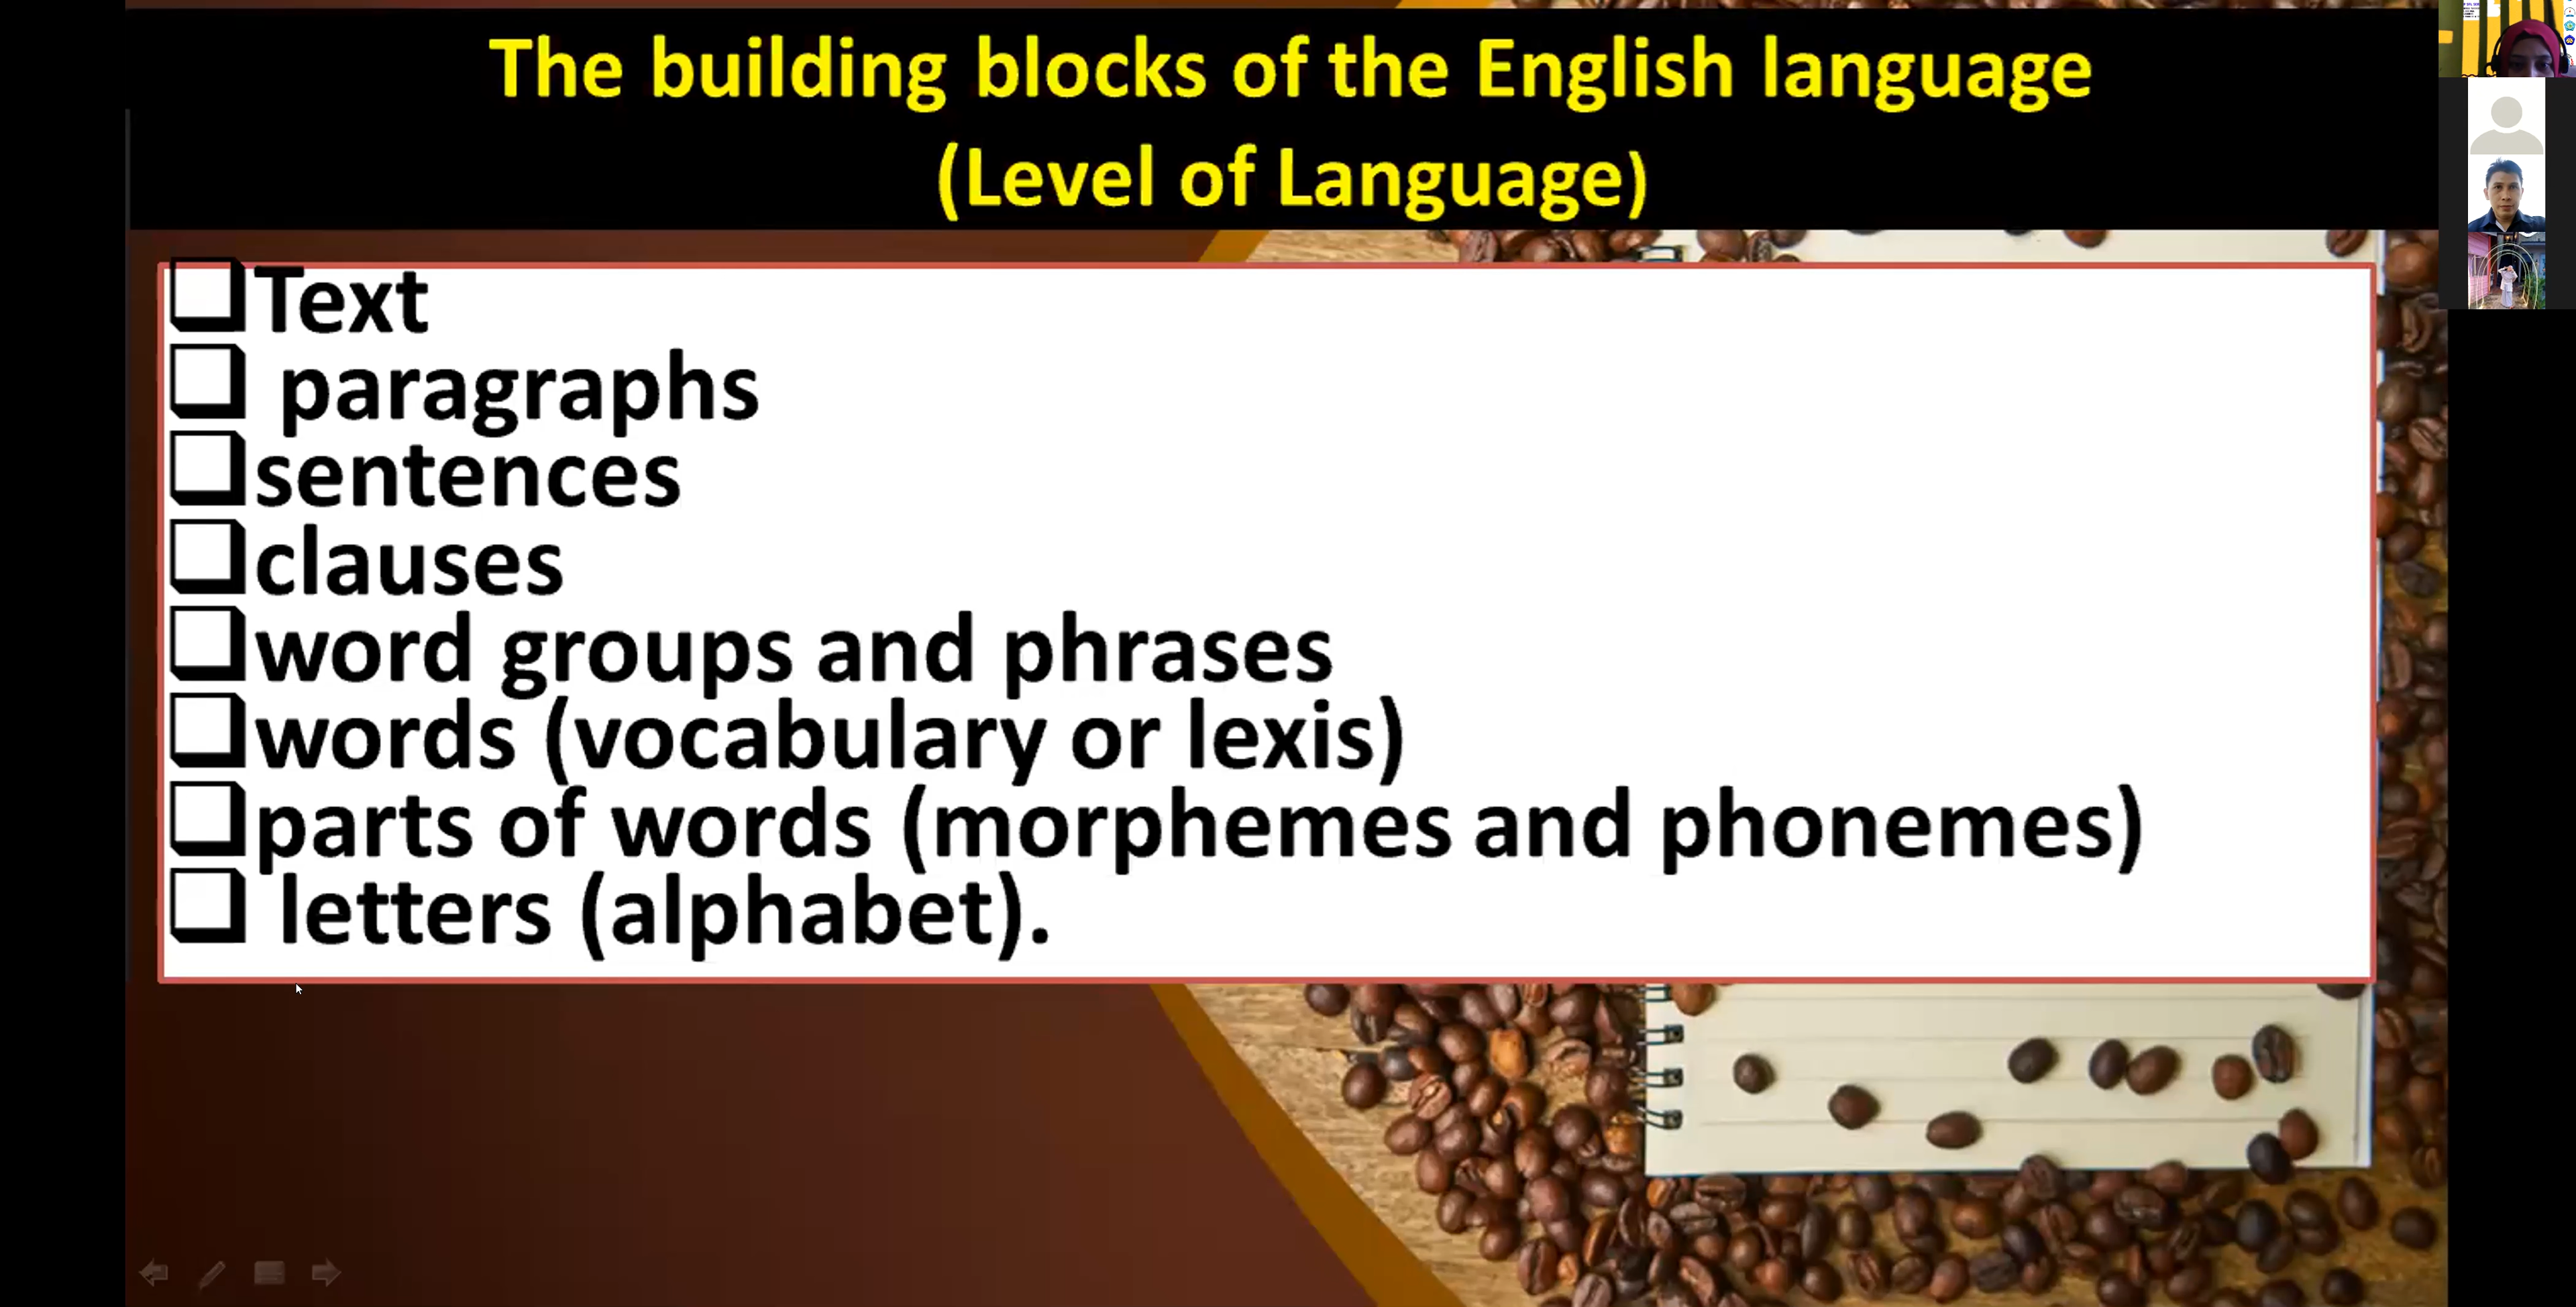 The building blocks of the English language
(Level of Language)
Text
paragraphs
sentences
clauses
word groups and phrases
words (vocabulary or lexis)
parts of words (morphemes and phonemes)
letters (alphabet).